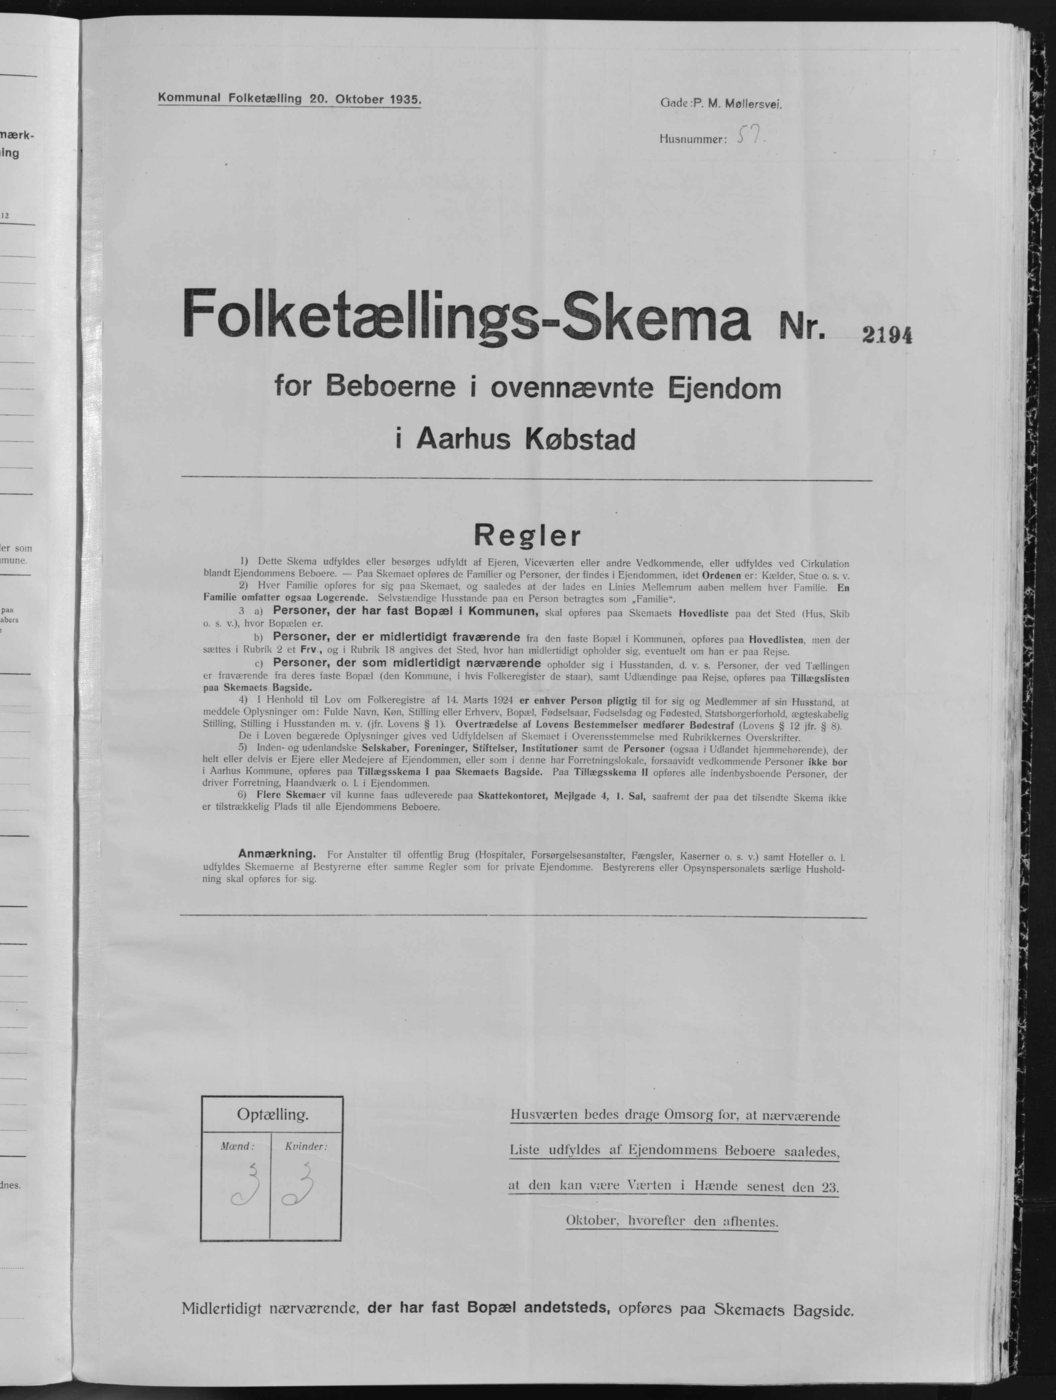 Kommunal Folketælling 20. Oktober 1935.
Gade: P. M. Møllersvej.
Husnummer: 57.
Folketællings-Skema Nr. 2194
for Beboerne i ovennævnte Ejendom
i Aarhus Købstad
Regler
1) Dette Skema udfyldes eller besørges udfyldt af Ejeren, Viceværten eller andre Vedkommende, eller udfyldes ved Cirkulation
blandt Ejendommens Beboere. — Paa Skemaet opføres de Familier og Personer, der findes i Ejendommen, idet Ordenen er: Kælder, Stue o. s. v.
2) Hver Familie opføres for sig paa Skemaet, og saaledes at der lades en Linies Mellemrum aaben mellem hver Familie. En
Familie omfatter ogsaa Logerende. Selvstændige Husstande paa en Person betragtes som „Familie“.
3 a) Personer, der har fast Bopæl i Kommunen, skal opføres paa Skemaets Hovedliste paa det Sted (Hus, Skib
o. s. v.), hvor Bopælen er.
b) Personer, der er midlertidigt fraværende fra den faste Bopæl i Kommunen, opføres paa Hovedlisten, men der
sættes i Rubrik 2 et Frv., og i Rubrik 18 angives det Sted, hvor han midlertidigt opholder sig, eventuelt om han er paa Rejse.
c) Personer, der som midlertidigt nærværende opholder sig i Husstanden, d. v. s. Personer, der ved Tællingen
er fraværende fra deres faste Bopæl (den Kommune, i hvis Folkeregister de staar), samt Udlændinge paa Rejse, opføres paa Tillægslisten
paa Skemaets Bagside.
4) I Henhold til Lov om Folkeregistre af 14. Marts 1924 er enhver Person pligtig til for sig og Medlemmer af sin Husstand, at
meddele Oplysninger om: Fulde Navn, Køn, Stilling eller Erhverv, Bopæl, Fødselsaar, Fødselsdag og Fødested, Statsborgerforhold, ægteskabelig
Stilling, Stilling i Husstanden m. v. (jfr. Lovens § 1). Overtrædelse af Lovens Bestemmelser medfører Bødestraf (Lovens § 12 jfr. § 8).
De i Loven begærede Oplysninger gives ved Udfyldelsen af Skemaet i Overensstemmelse med Rubrikkernes Overskrifter.
5) Inden- og udenlandske Selskaber, Foreninger, Stiftelser, Institutioner samt de Personer (ogsaa i Udlandet hjemmehørende), der
helt eller delvis er Ejere eller Medejere af Ejendommen, eller som i denne har Forretningslokale, forsaavidt vedkommende Personer ikke bor
i Aarhus Kommune, opføres paa Tillægsskema I paa Skemaets Bagside. Paa Tillægsskema II opføres alle indenbysboende Personer, der
driver Forretning, Haandværk o. l. i Ejendommen.
6) Flere Skemaer vil kunne faas udleverede paa Skattekontoret, Mejlgade 4, 1. Sal, saafremt der paa det tilsendte Skema ikke
er tilstrækkelig Plads til alle Ejendommens Beboere.
Anmærkning. For Anstalter til offentlig Brug (Hospitaler, Forsørgelsesanstalter, Fængsler, Kaserner o. s. v.) samt Hoteller o. l.
udfyldes Skemaerne af Bestyrerne efter samme Regler som for private Ejendomme. Bestyrerens eller Opsynspersonalets særlige Hushold-
ning skal opføres for sig.
Optælling.
Mænd: Kvinder:
3 3
Husværten bedes drage Omsorg for, at nærværende
Liste udfyldes af Ejendommens Beboere saaledes,
at den kan være Værten i Hænde senest den 23.
Oktober, hvorefter den afhentes.
Midlertidigt nærværende, der har fast Bopæl andetsteds, opføres paa Skemaets Bagside.